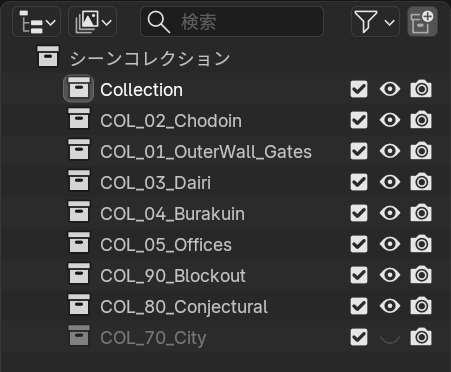 検索
シーンコレクション
Collection
COL_02_Chodoin
COL_01_OuterWall_Gates
COL_03_Dairi
COL_04_Burakuin
COL_05_Offices
COL_90_Blockout
COL_80_Conjectural
COL_70_City